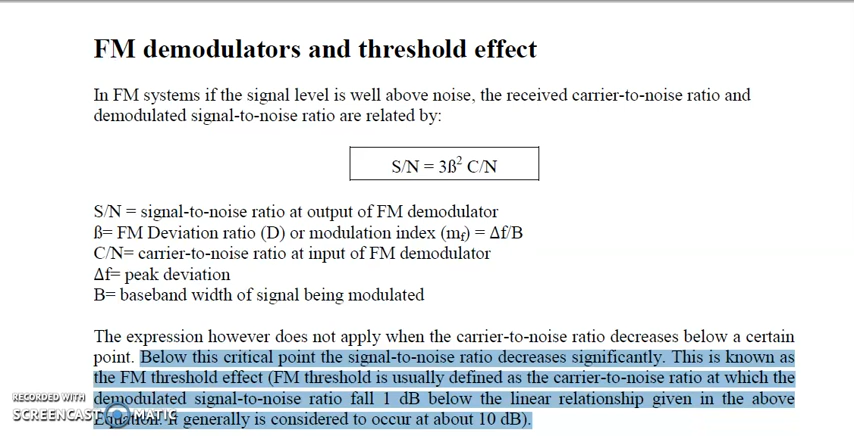 FM demodulators and threshold effect
In FM systems if the signal level is well above noise, the received carrier-to-noise ratio and
demodulated signal-to-noise ratio are related by:
S/N = 3ß² C/N
S/N = signal-to-noise ratio at output of FM demodulator
ß= FM Deviation ratio (D) or modulation index (mf) = Δf/B
C/N= carrier-to-noise ratio at input of FM demodulator
Δf= peak deviation
B= baseband width of signal being modulated
The expression however does not apply when the carrier-to-noise ratio decreases below a certain
point. Below this critical point the signal-to-noise ratio decreases significantly. This is known as
the FM threshold effect (FM threshold is usually defined as the carrier-to-noise ratio at which the
demodulated signal-to-noise ratio fall 1 dB below the linear relationship given in the above
Equation. It generally is considered to occur at about 10 dB).
RECORDED WITH
SCREENCAST MATIC